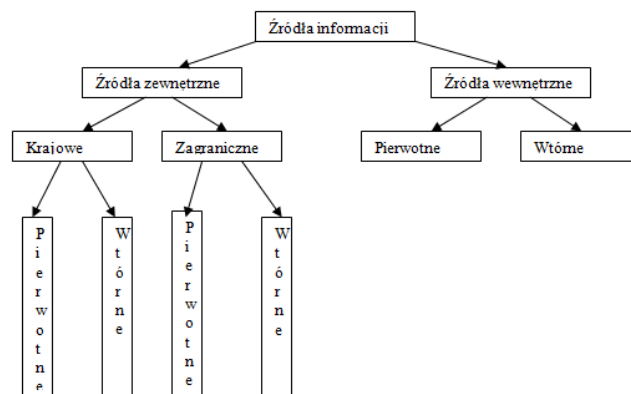 Źródła informacji
Źródła zewnętrzne
Źródła wewnętrzne
Krajowe
Zagraniczne
Pierwotne
Wtórne
Pierwotne
Wtórne
Pierwotne
Wtórne